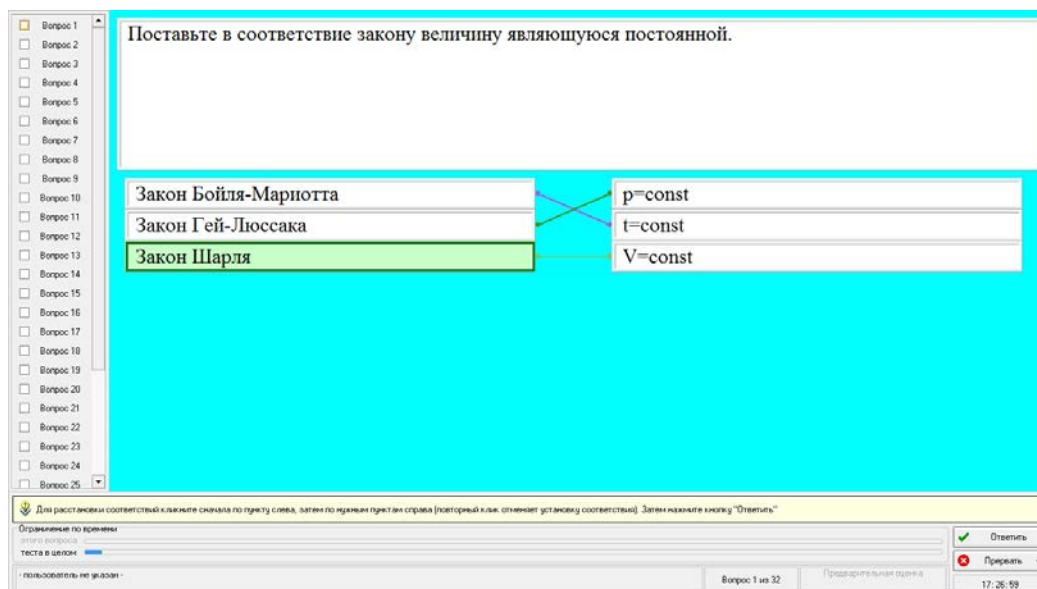 Вопрос 1
Вопрос 2
Вопрос 3
Вопрос 4
Вопрос 5
Вопрос 6
Вопрос 7
Вопрос 8
Вопрос 9
Вопрос 10
Вопрос 11
Вопрос 12
Вопрос 13
Вопрос 14
Вопрос 15
Вопрос 16
Вопрос 17
Вопрос 18
Вопрос 19
Вопрос 20
Вопрос 21
Вопрос 22
Вопрос 23
Вопрос 24
Вопрос 25
Поставьте в соответствие закону величину являющуюся постоянной.
Закон Бойля-Мариотта
p=const
Закон Гей-Люссака
t=const
Закон Шарля
V=const
Для расстановки соответствий кликните сначала по пункту слева, затем по нужным пунктам справа (повторный клик отменяет установку соответствия). Затем нажмите кнопку "Ответить"
Ограничение по времени
этого вопроса
теста в целом
Ответить
Прервать
- пользователь не указан -
Вопрос 1 из 32
Предварительная оценка
17:26:59